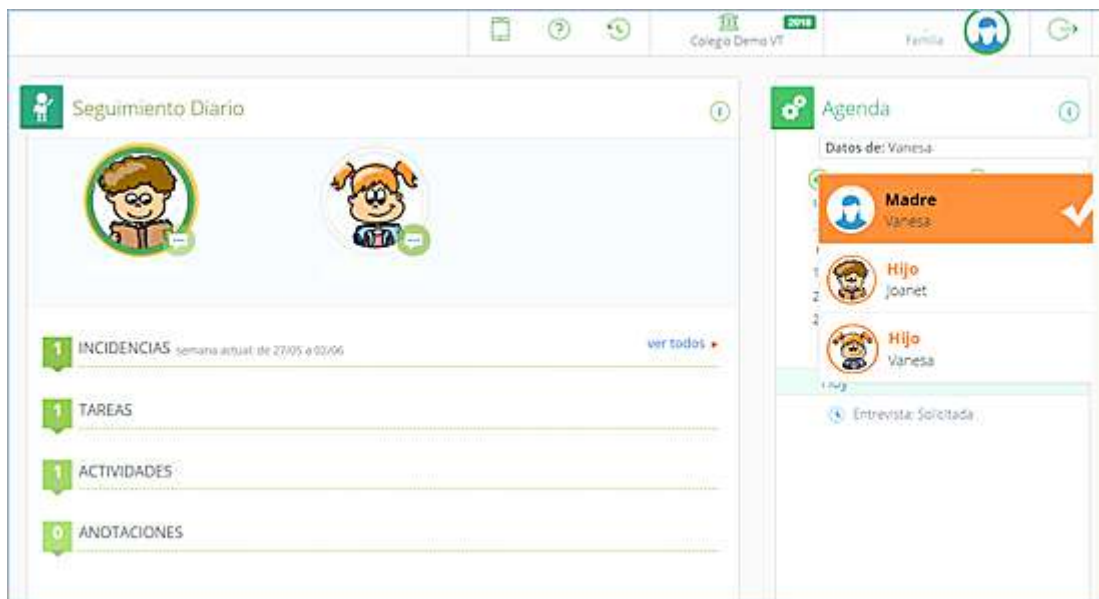 2018
Colegio Demo VT
Familia
Seguimiento Diario
Agenda
Datos de: Vanesa
Madre
Vanesa
Hijo
Joanet
Hijo
Vanesa
1 INCIDENCIAS semana actual: de 27/05 a 02/06 ver todos
1 TAREAS
1 ACTIVIDADES
0 ANOTACIONES
Hoy
Entrevista: Solicitada